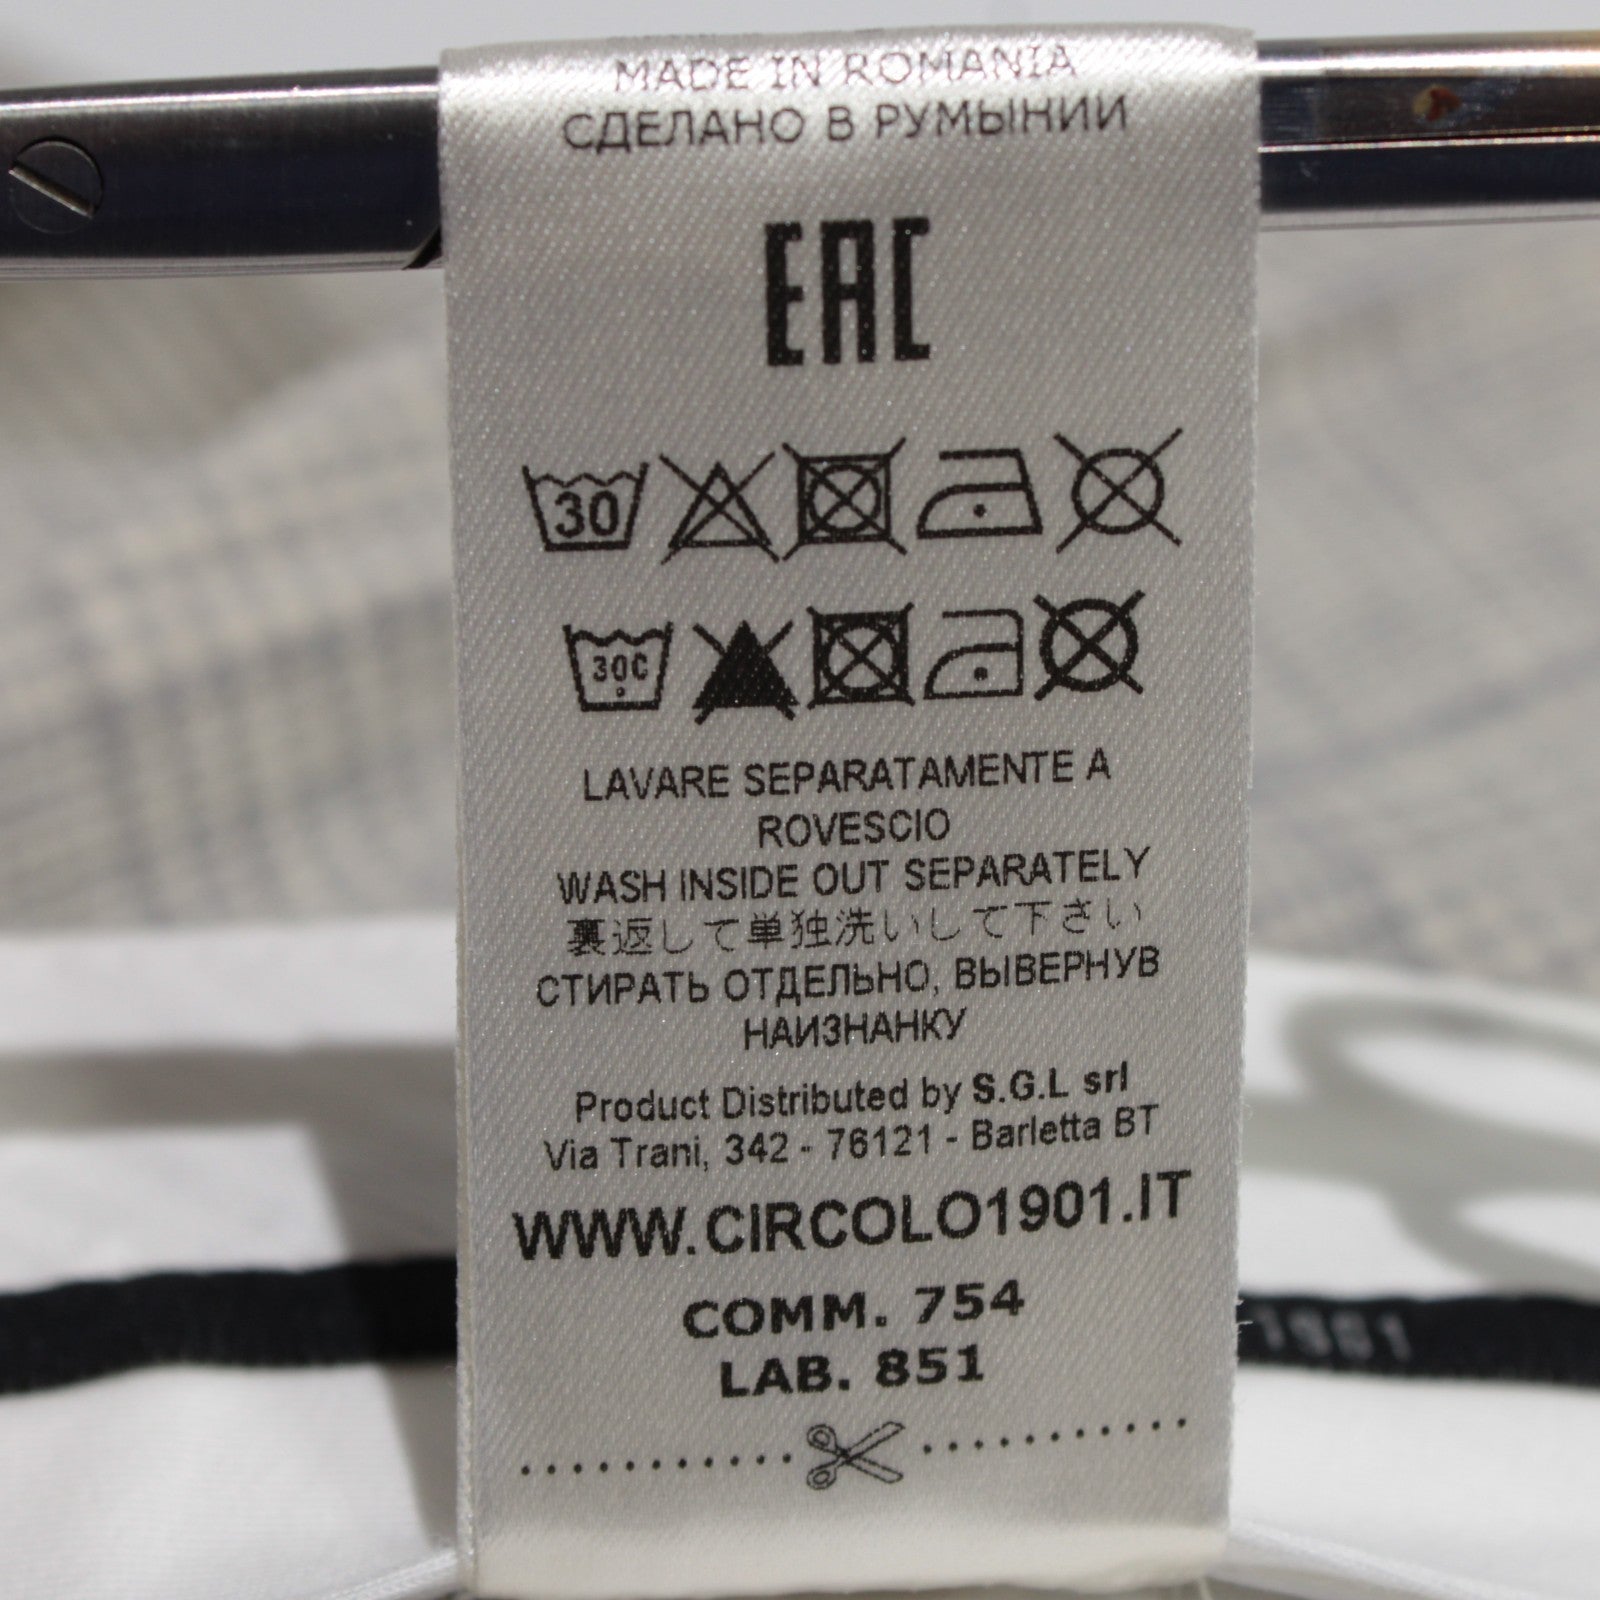 MADE IN ROMANIA
СДЕЛАНО В РУМЫНИИ
EAC
30
30C
LAVARE SEPARATAMENTE A
ROVESCIO
WASH INSIDE OUT SEPARATELY
裏返して単独洗いして下さい
СТИРАТЬ ОТДЕЛЬНО, ВЫВЕРНУВ
НАИЗНАНКУ
Product Distributed by S.G.L srl
Via Trani, 342 - 76121 - Barletta BT
WWW.CIRCOLO1901.IT
COMM. 754
LAB. 851
1901